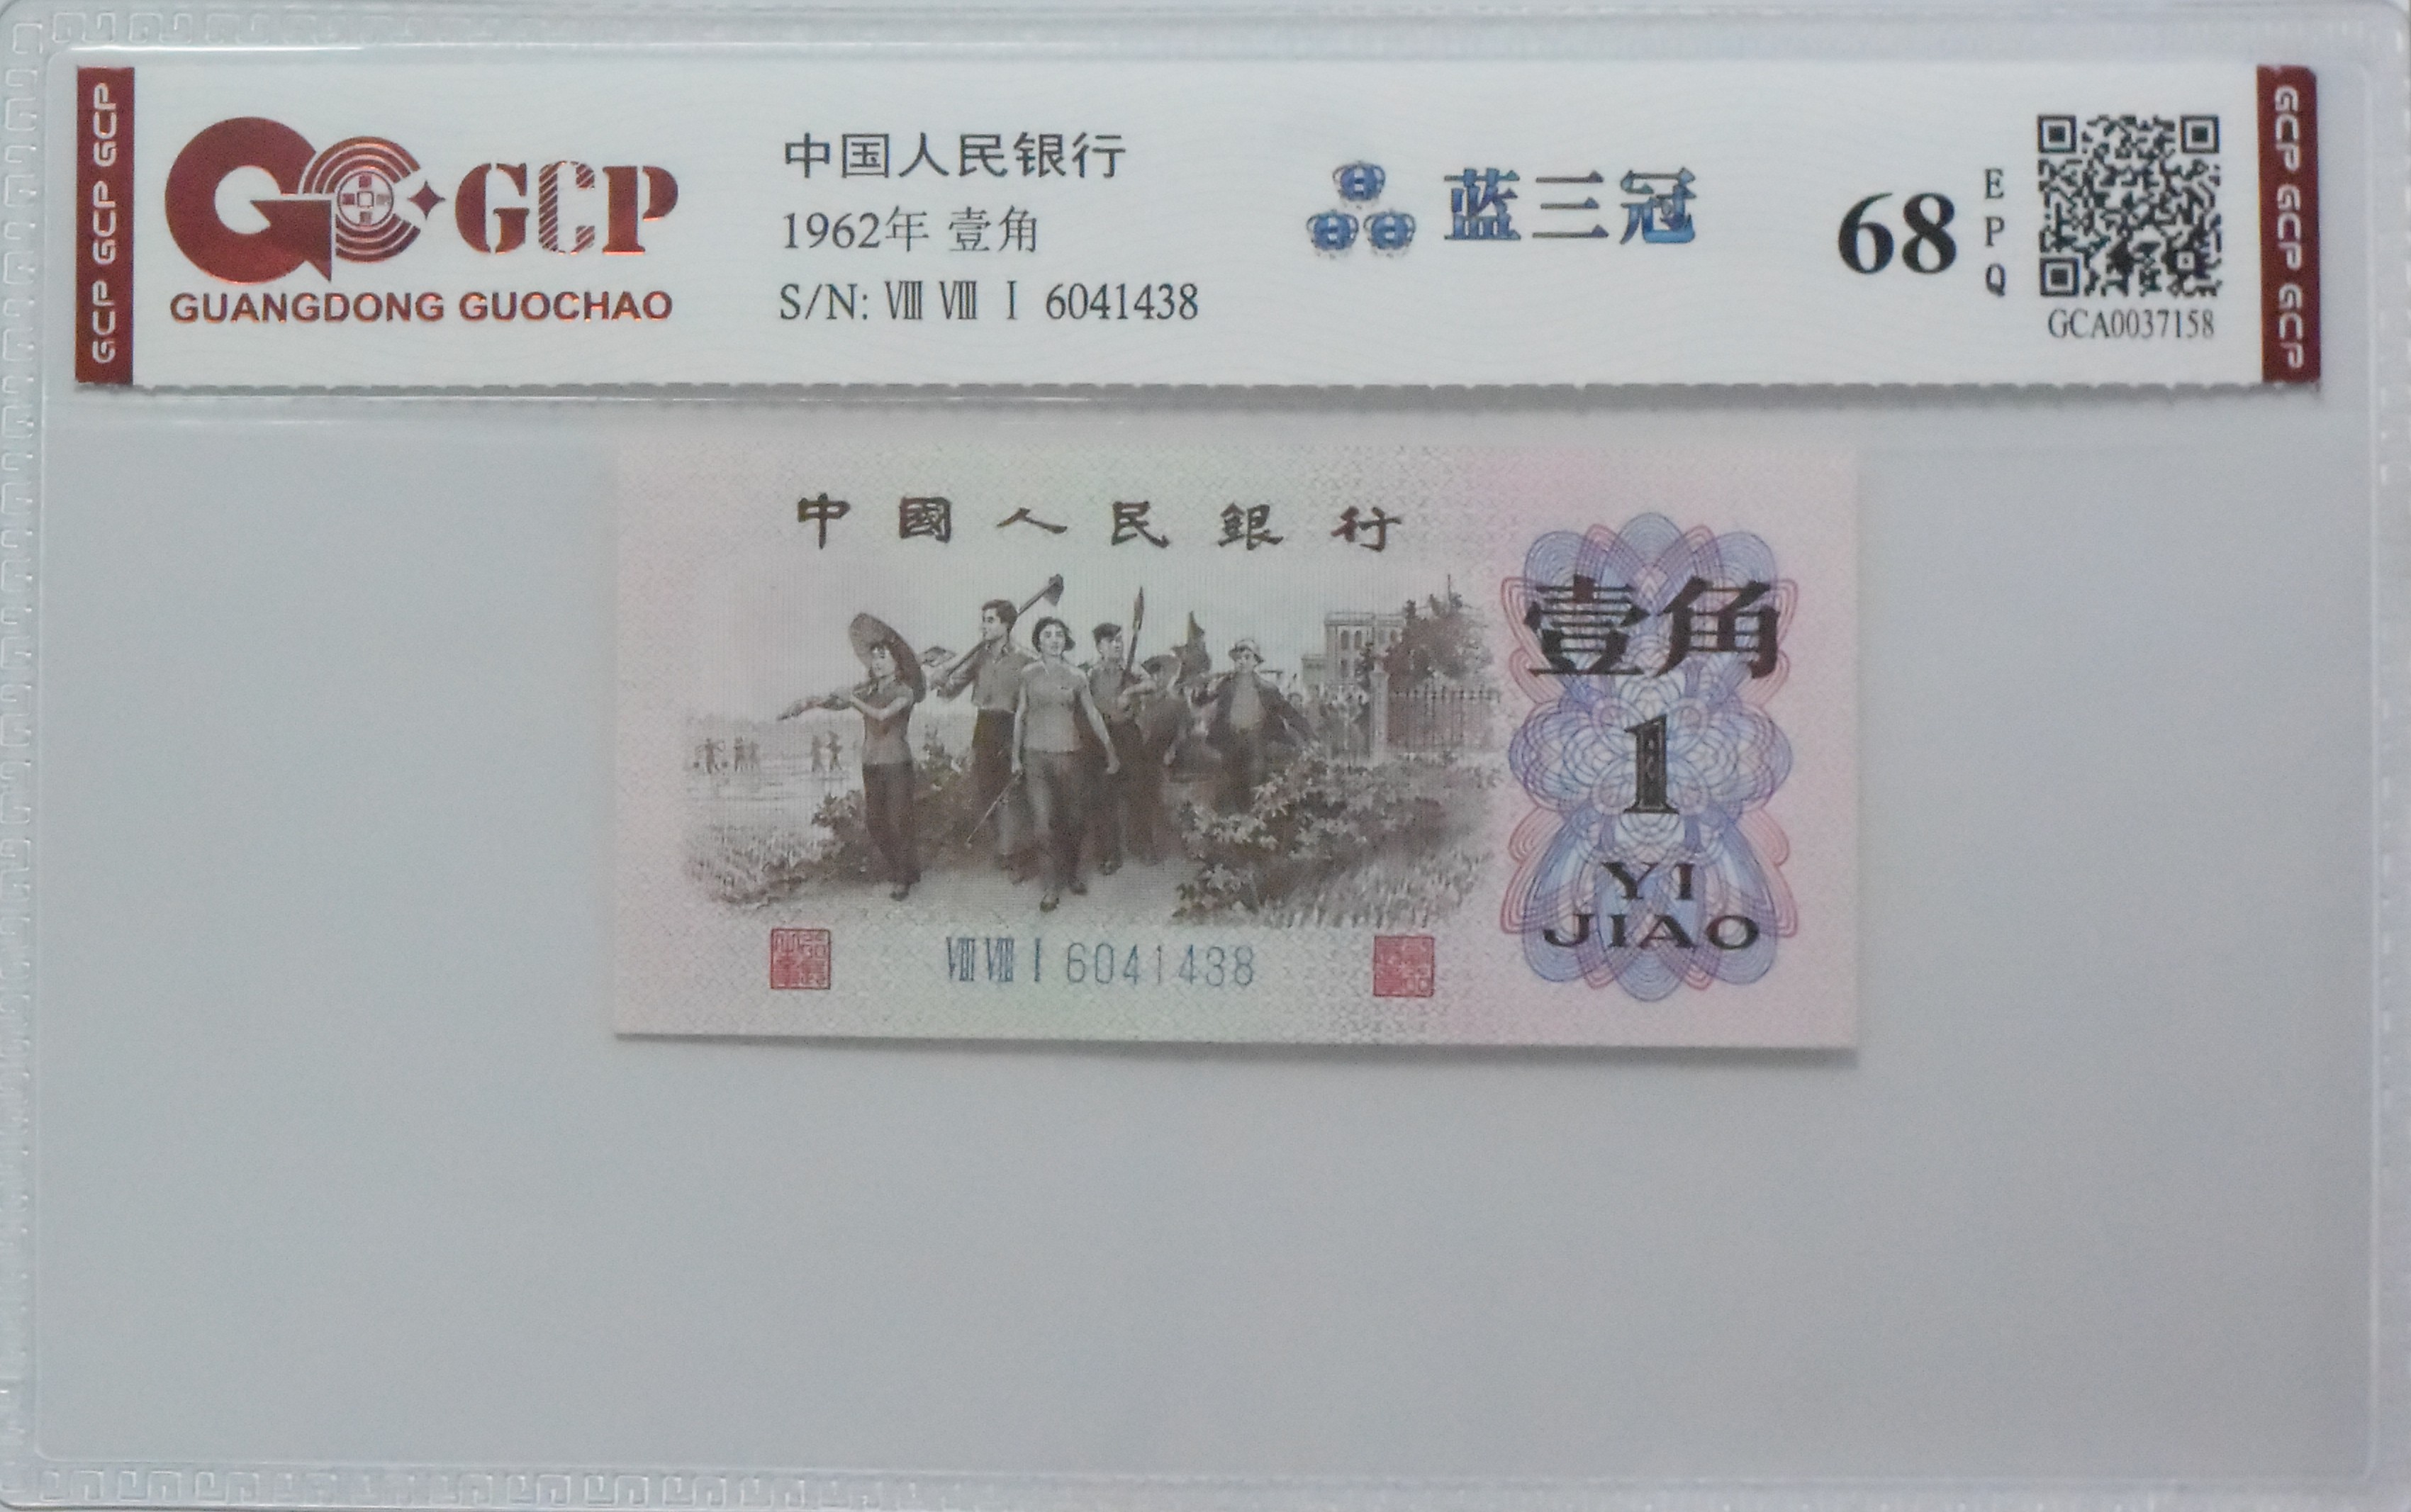 GCP GCP GCP
GCP
GUANGDONG GUOCHAO
中国人民银行
1962年 壹角
S/N: Ⅷ Ⅷ Ⅰ 6041438
蓝三冠
68
EPQ
GCA0037158
GCP GCP GCP
中國人民銀行
壹角
1
YI
JIAO
Ⅷ Ⅷ Ⅰ 6041438